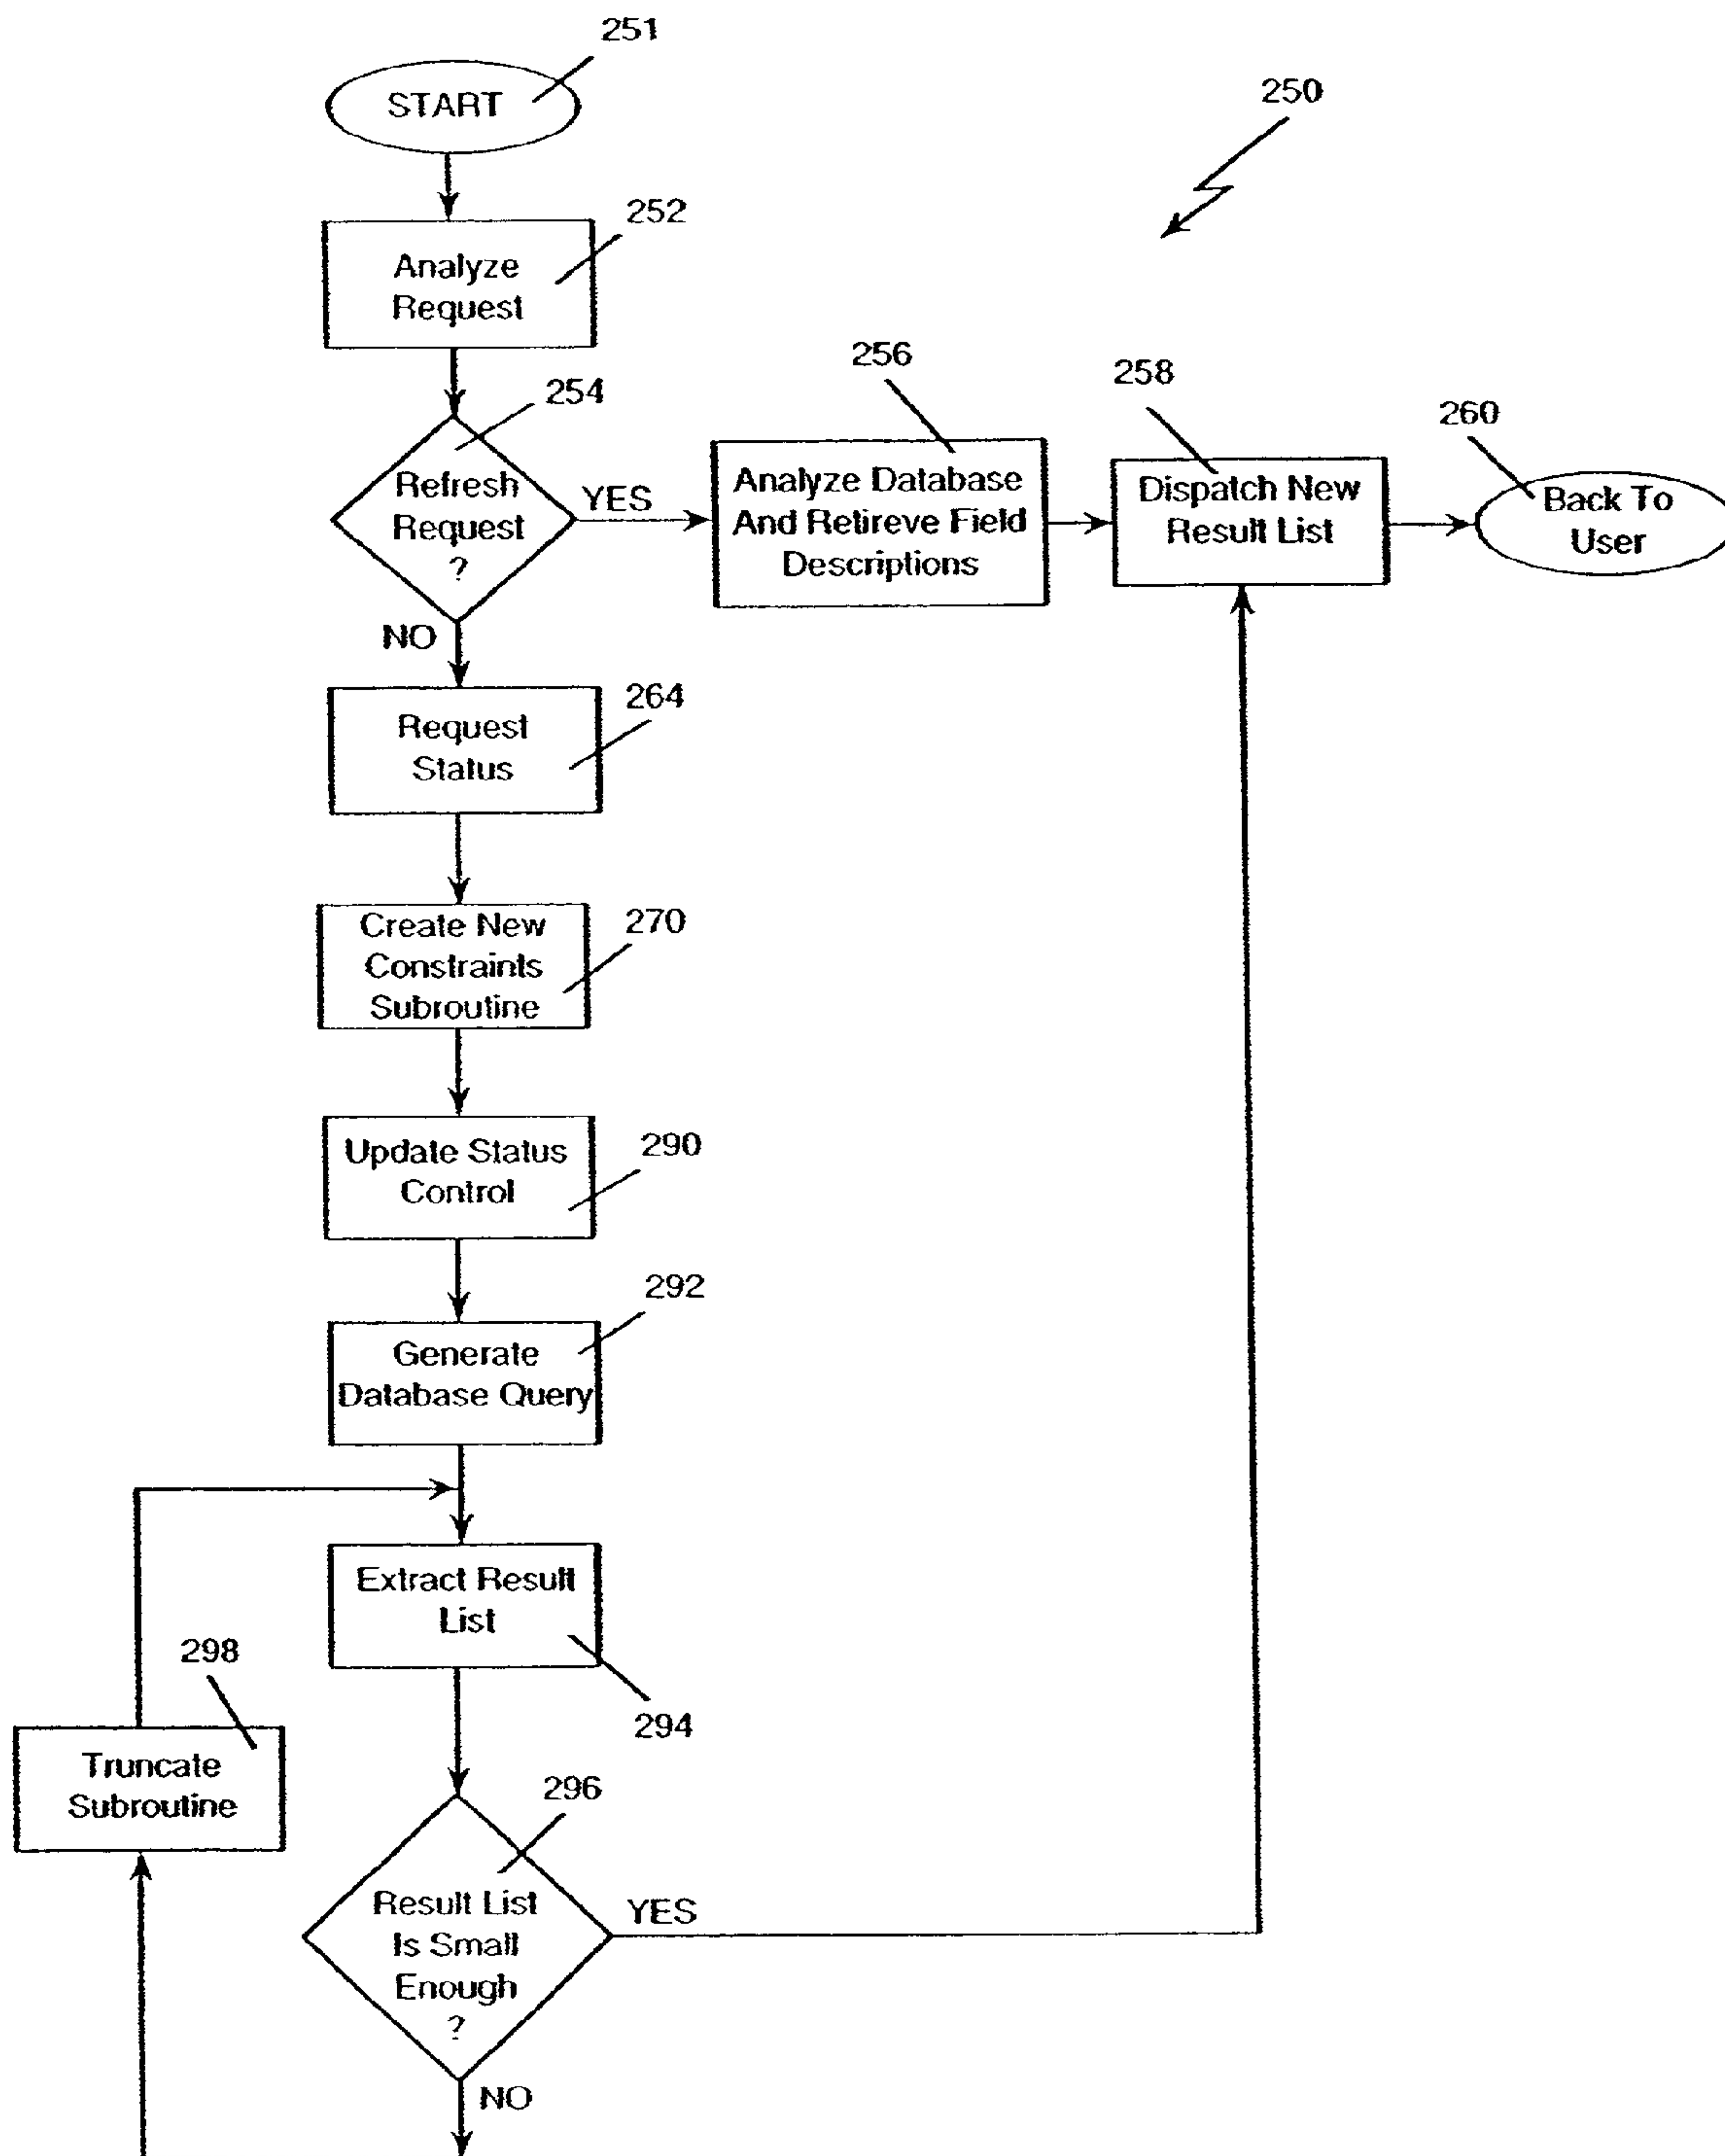 251
START
250
252
Analyze
Request
254
Refresh
Request
?
YES
NO
256
Analyze Database
And Retireve Field
Descriptions
258
Dispatch New
Result List
260
Back To
User
264
Request
Status
270
Create New
Constraints
Subroutine
290
Update Status
Control
292
Generate
Database Query
Extract Result
List
294
298
Truncate
Subroutine
296
Result List
Is Small
Enough
?
YES
NO